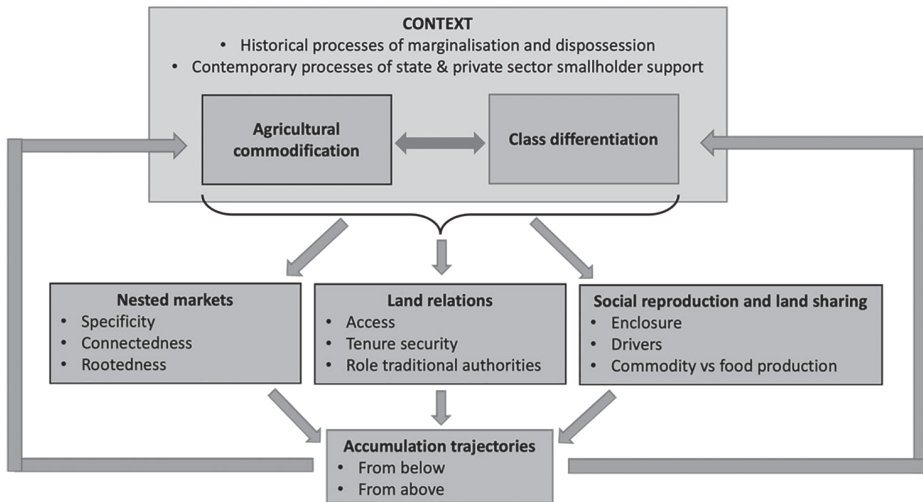 CONTEXT
• Historical processes of marginalisation and dispossession
• Contemporary processes of state & private sector smallholder support
Agricultural
commodification
Class differentiation
Nested markets
• Specificity
• Connectedness
• Rootedness
Land relations
• Access
• Tenure security
• Role traditional authorities
Social reproduction and land sharing
• Enclosure
• Drivers
• Commodity vs food production
Accumulation trajectories
• From below
• From above